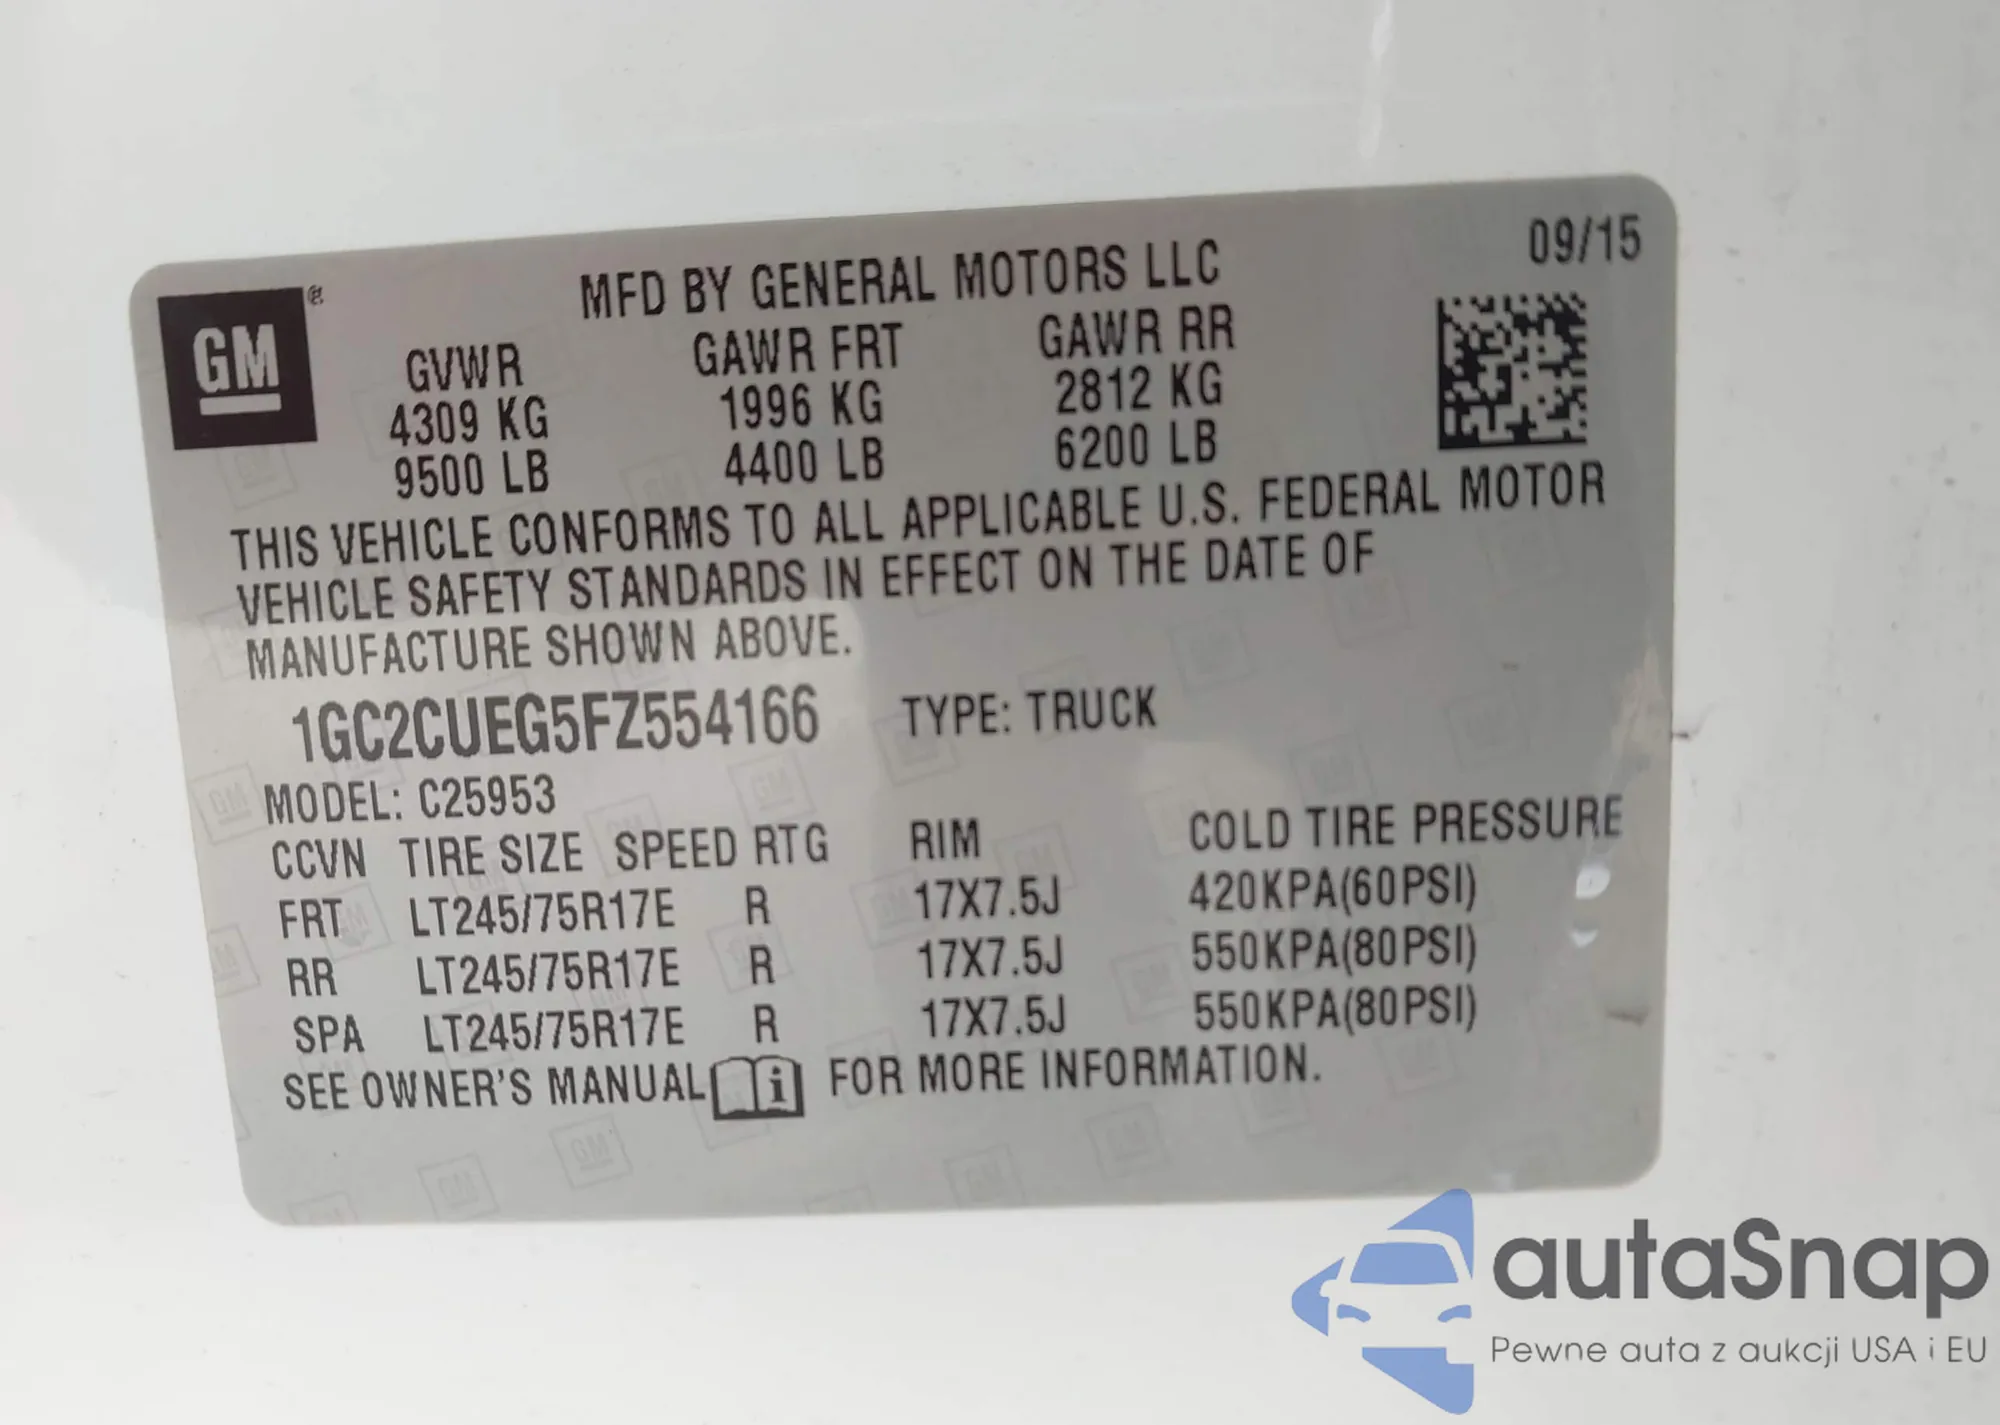 09/15
GM®
MFD BY GENERAL MOTORS LLC
GVWR GAWR FRT GAWR RR
4309 KG 1996 KG 2812 KG
9500 LB 4400 LB 6200 LB
THIS VEHICLE CONFORMS TO ALL APPLICABLE U.S. FEDERAL MOTOR
VEHICLE SAFETY STANDARDS IN EFFECT ON THE DATE OF
MANUFACTURE SHOWN ABOVE.
1GC2CUEG5FZ554166 TYPE: TRUCK
MODEL: C25953
CCVN TIRE SIZE SPEED RTG RIM COLD TIRE PRESSURE
FRT LT245/75R17E R 17X7.5J 420KPA(60PSI)
RR LT245/75R17E R 17X7.5J 550KPA(80PSI)
SPA LT245/75R17E R 17X7.5J 550KPA(80PSI)
SEE OWNER'S MANUAL i FOR MORE INFORMATION.
autaSnap
Pewne auta z aukcji USA i EU